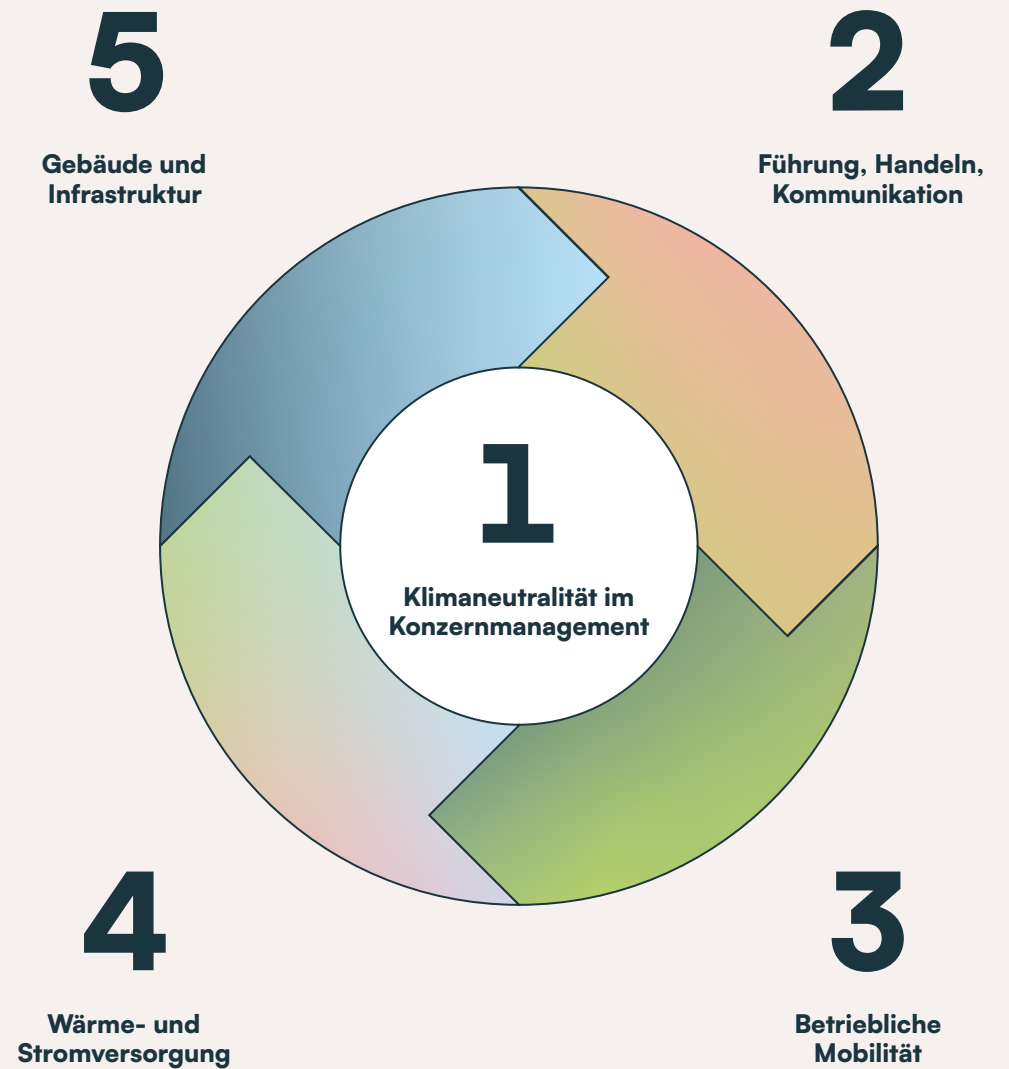 5
Gebäude und
Infrastruktur
2
Führung, Handeln,
Kommunikation
1
Klimaneutralität im
Konzernmanagement
4
Wärme- und
Stromversorgung
3
Betriebliche
Mobilität